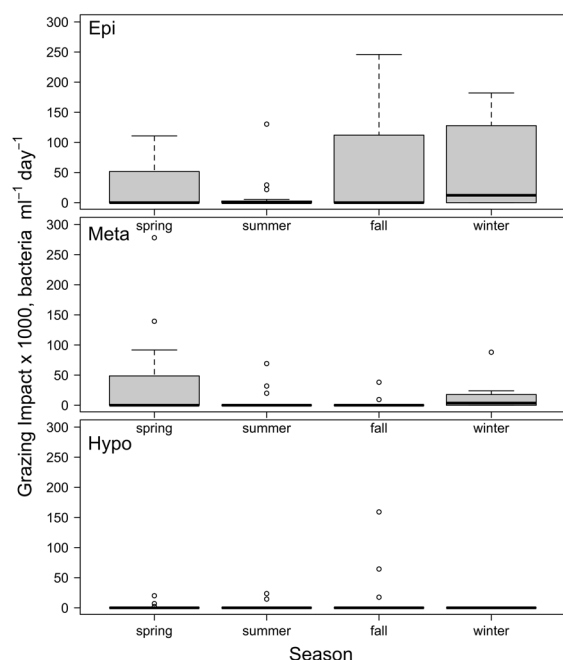 Grazing Impact x 1000, bacteria ml⁻¹ day⁻¹
Epi
300
250
200
150
100
50
0
spring summer fall winter
Meta
300
250
200
150
100
50
0
spring summer fall winter
Hypo
300
250
200
150
100
50
0
spring summer fall winter
Season